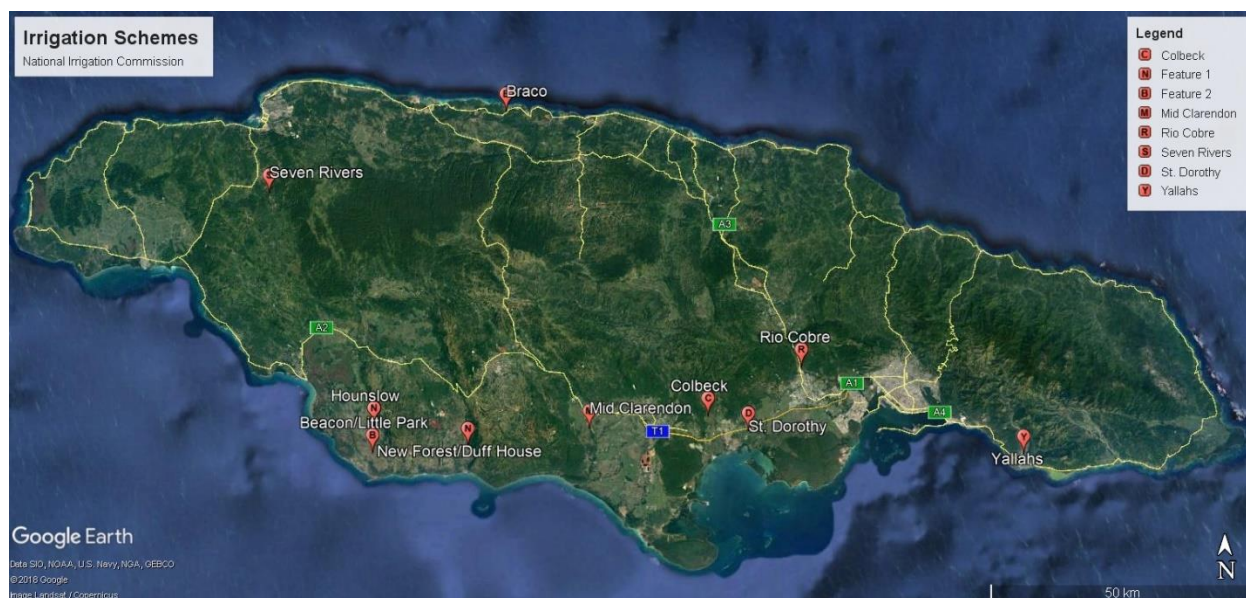 Irrigation Schemes
National Irrigation Commission
Legend
C Colbeck
N Feature 1
B Feature 2
M Mid Clarendon
R Rio Cobre
S Seven Rivers
D St. Dorothy
Y Yallahs
Braco
Seven Rivers
A3
A2
Rio Cobre
R
A1
Colbeck
C
Hounslow
N
Mid Clarendon
D
St. Dorothy
A4
Beacon/Little Park
B
N
T1
New Forest/Duff House
Y
Yallahs
Google Earth
Data SIO, NOAA, U.S. Navy, NGA, GEBCO
©2018 Google
Image Landsat / Copernicus
N
50 km